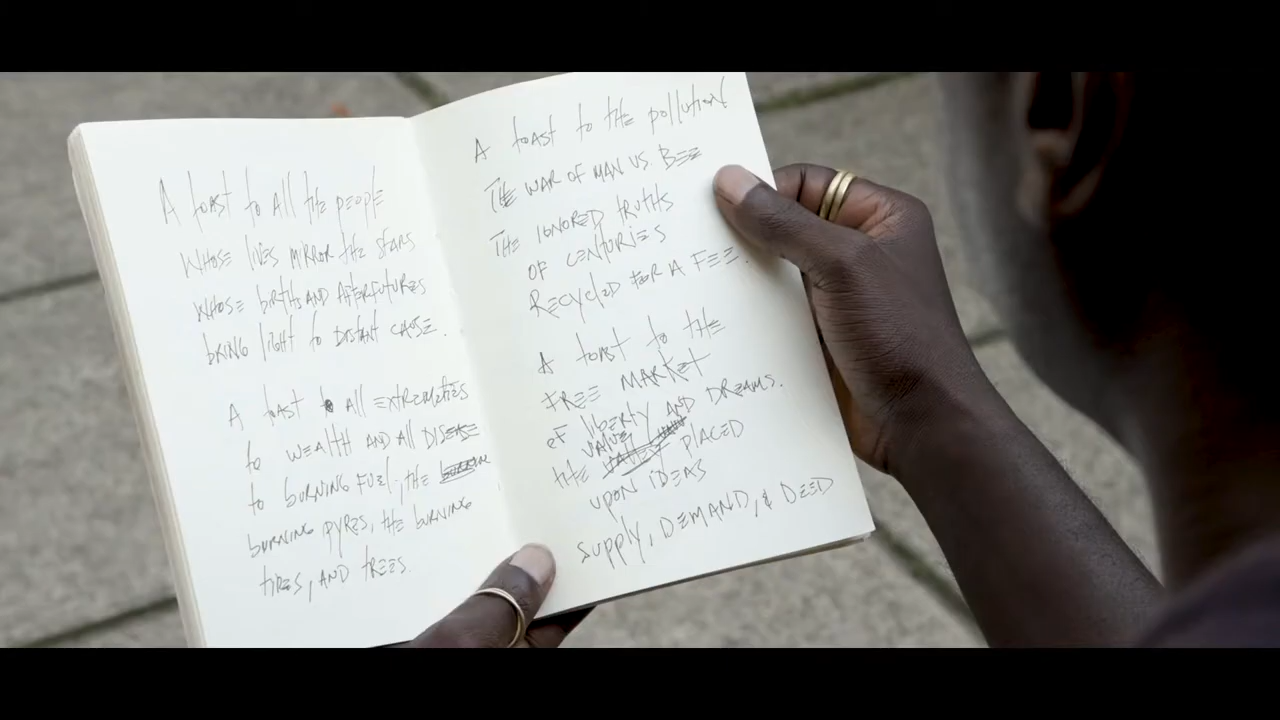 A toast to all the people
WHOSE lives MIRROR the stars
WHOSE births AND AfterfutureS
bring light to DISTANT CAUSE.
A toast to All EXTREMETIES
to WEALTH AND All DISEASE
to burning FUEL, the
burning pyres, the burning
tires, AND trees.
A toast to the pollution
THE WAR OF MAN VS. BEE
THE IGNORED truths
OF CENTURIES
RECYCLED FOR A FEE.
A toast to the
FREE MARKET
OF liberty AND DREAMS.
VALUE
the PLACED
UPON IDEAS
Supply, DEMAND, & DEED